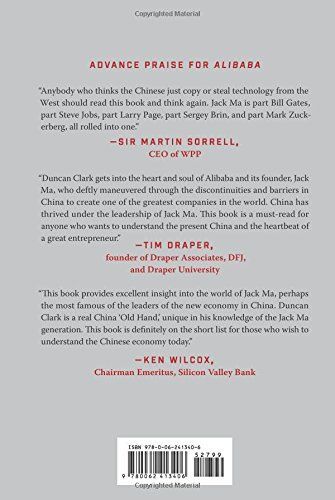 Copyrighted Material
ADVANCE PRAISE FOR ALIBABA
“Anybody who thinks the Chinese just copy or steal technology from
the West should read this book and think again. Jack Ma is part Bill Gates,
part Steve Jobs, part Larry Page, part Sergey Brin, and part Mark Zuck-
erberg, all rolled into one.”
—SIR MARTIN SORRELL,
CEO of WPP
“Duncan Clark gets into the heart and soul of Alibaba and its founder, Jack
Ma, who deftly maneuvered through the discontinuities and barriers in
China to create one of the greatest companies in the world. China has
thrived under the leadership of Jack Ma. This book is a must-read for
anyone who wants to understand the present China and the heartbeat of
a great entrepreneur.”
—TIM DRAPER,
founder of Draper Associates, DFJ,
and Draper University
“This book provides excellent insight into the world of Jack Ma, perhaps
the most famous of the leaders of the new economy in China. Duncan
Clark is a real China ‘Old Hand,’ unique in his knowledge of the Jack Ma
generation. This book is definitely on the short list for those who wish to
understand the Chinese economy today.”
—KEN WILCOX,
Chairman Emeritus, Silicon Valley Bank
ISBN 978-0-06-241340-6
52799
9 780062 413406
Copyrighted Material